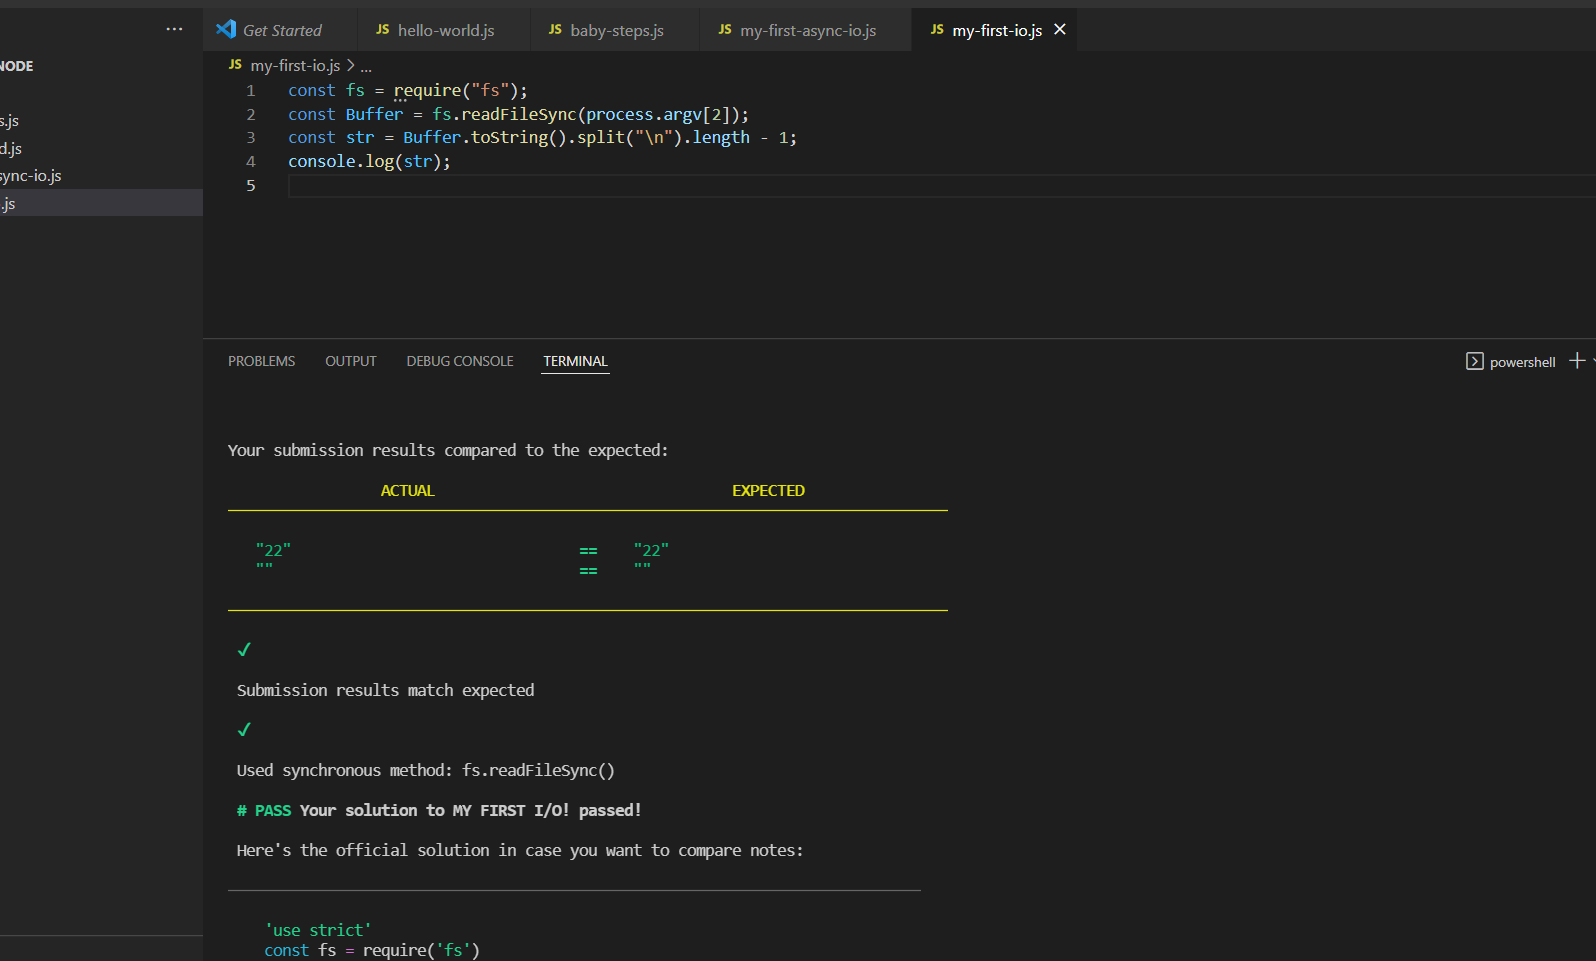 Get Started
JS hello-world.js
JS baby-steps.js
JS my-first-async-io.js
JS my-first-io.js
NODE
s.js
d.js
sync-io.js
.js
JS my-first-io.js > ...
1 const fs = require("fs");
2 const Buffer = fs.readFileSync(process.argv[2]);
3 const str = Buffer.toString().split("\n").length - 1;
4 console.log(str);
5
PROBLEMS OUTPUT DEBUG CONSOLE TERMINAL
powershell
Your submission results compared to the expected:
ACTUAL EXPECTED
"22" == "22"
"" == ""
✓
Submission results match expected
✓
Used synchronous method: fs.readFileSync()
# PASS Your solution to MY FIRST I/O! passed!
Here's the official solution in case you want to compare notes:
'use strict'
const fs = require('fs')